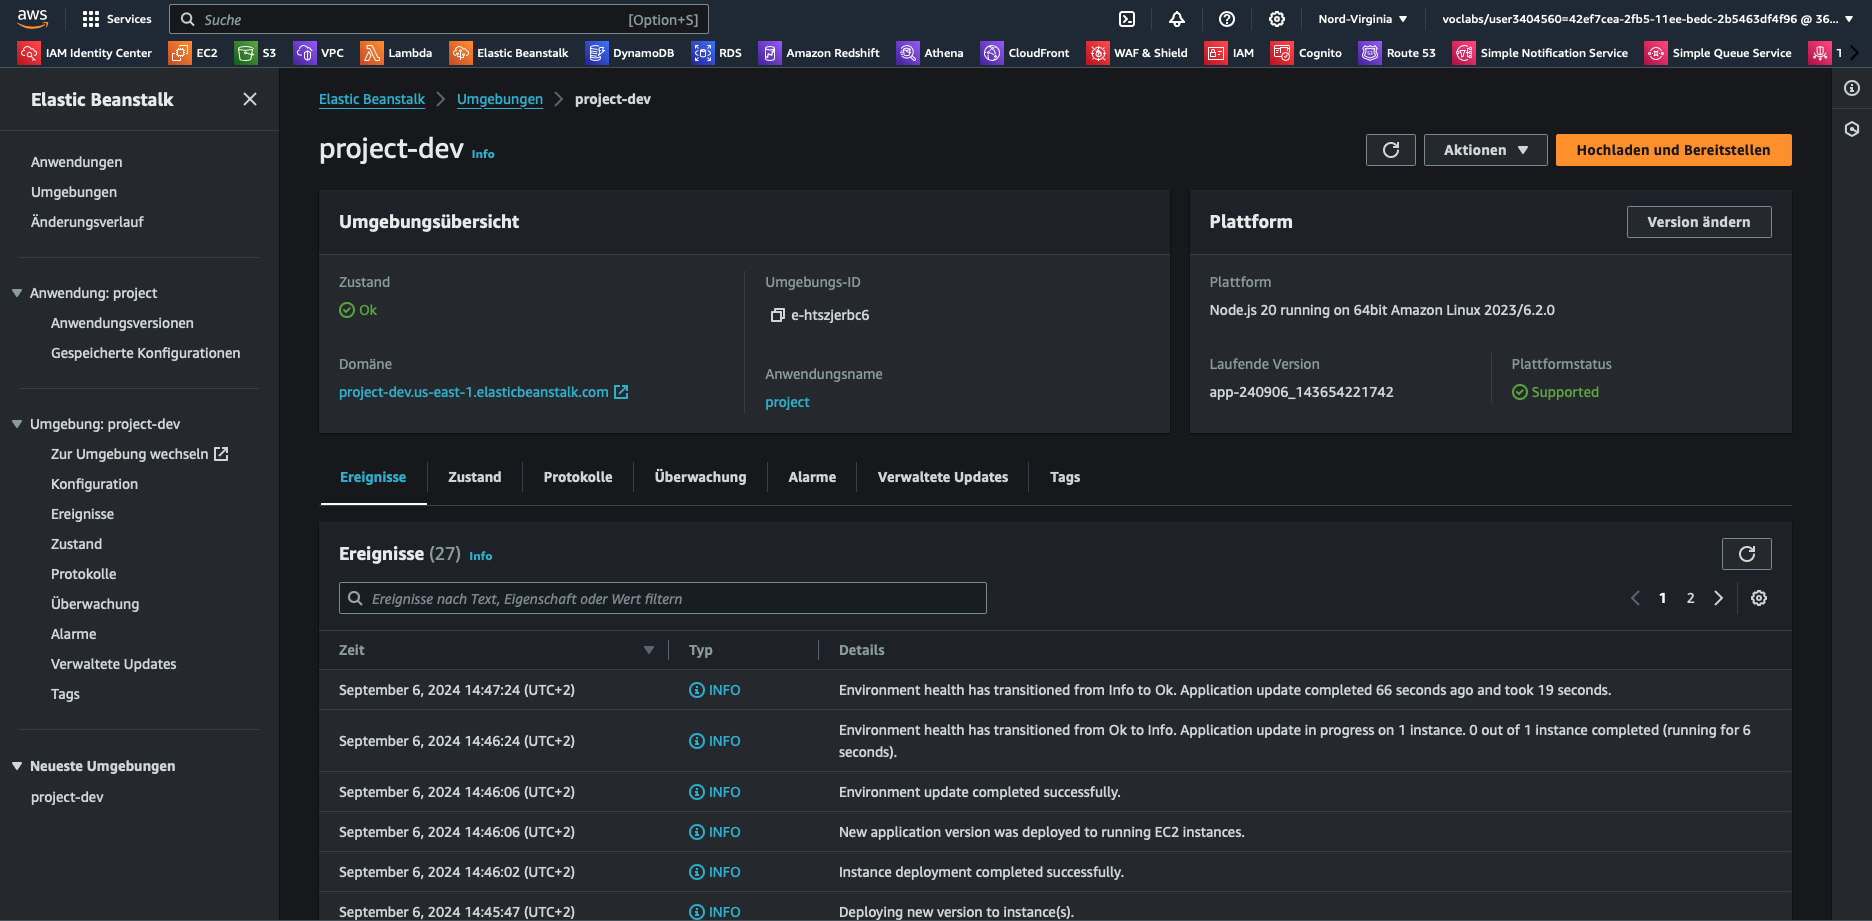 aws
Services
Suche
[Option+S]
Nord-Virginia
voclabs/user3404560=42ef7cea-2fb5-11ee-bedc-2b5463df4f96 @ 36...
IAM Identity Center
EC2
S3
VPC
Lambda
Elastic Beanstalk
DynamoDB
RDS
Amazon Redshift
Athena
CloudFront
WAF & Shield
IAM
Cognito
Route 53
Simple Notification Service
Simple Queue Service
T
Elastic Beanstalk
Anwendungen
Umgebungen
Änderungsverlauf
Anwendung: project
Anwendungsversionen
Gespeicherte Konfigurationen
Umgebung: project-dev
Zur Umgebung wechseln
Konfiguration
Ereignisse
Zustand
Protokolle
Überwachung
Alarme
Verwaltete Updates
Tags
Neueste Umgebungen
project-dev
Elastic Beanstalk
Umgebungen
project-dev
project-dev
Info
Aktionen
Hochladen und Bereitstellen
Umgebungsübersicht
Zustand
Ok
Domäne
project-dev.us-east-1.elasticbeanstalk.com
Umgebungs-ID
e-htszjerbc6
Anwendungsname
project
Plattform
Version ändern
Plattform
Node.js 20 running on 64bit Amazon Linux 2023/6.2.0
Laufende Version
app-240906_143654221742
Plattformstatus
Supported
Ereignisse
Zustand
Protokolle
Überwachung
Alarme
Verwaltete Updates
Tags
Ereignisse (27) Info
Ereignisse nach Text, Eigenschaft oder Wert filtern
1
2
Zeit
Typ
Details
September 6, 2024 14:47:24 (UTC+2)
INFO
Environment health has transitioned from Info to Ok. Application update completed 66 seconds ago and took 19 seconds.
September 6, 2024 14:46:24 (UTC+2)
INFO
Environment health has transitioned from Ok to Info. Application update in progress on 1 instance. 0 out of 1 instance completed (running for 6
seconds).
September 6, 2024 14:46:06 (UTC+2)
INFO
Environment update completed successfully.
September 6, 2024 14:46:06 (UTC+2)
INFO
New application version was deployed to running EC2 instances.
September 6, 2024 14:46:02 (UTC+2)
INFO
Instance deployment completed successfully.
September 6, 2024 14:45:47 (UTC+2)
INFO
Deploying new version to instance(s).